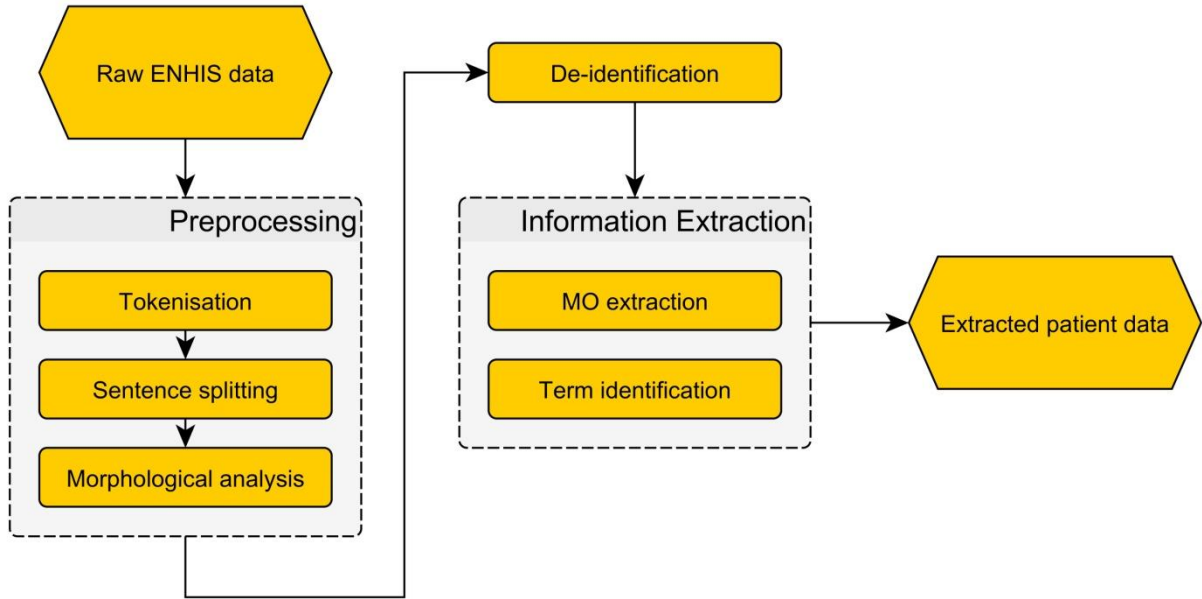 Raw ENHIS data
Preprocessing
Tokenisation
Sentence splitting
Morphological analysis
De-identification
Information Extraction
MO extraction
Term identification
Extracted patient data